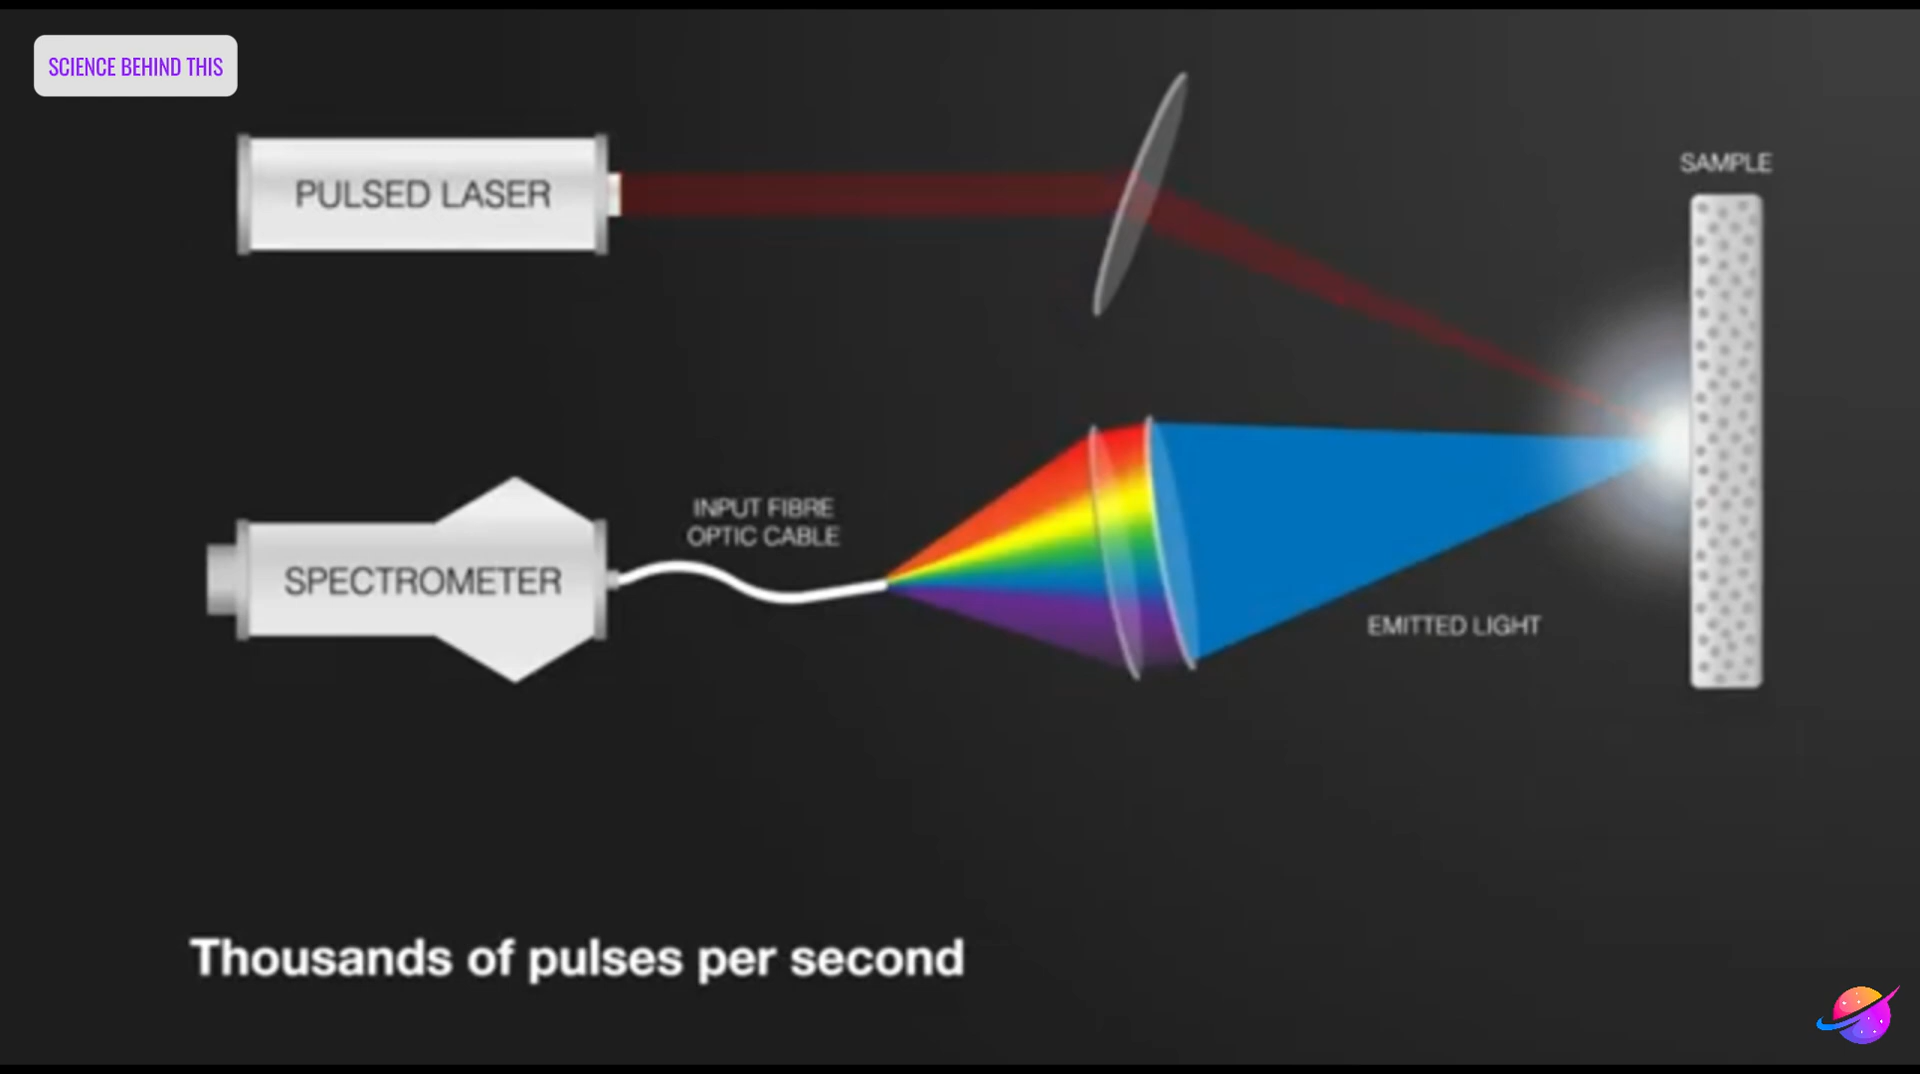 SCIENCE BEHIND THIS
PULSED LASER
SAMPLE
INPUT FIBRE
OPTIC CABLE
SPECTROMETER
EMITTED LIGHT
Thousands of pulses per second